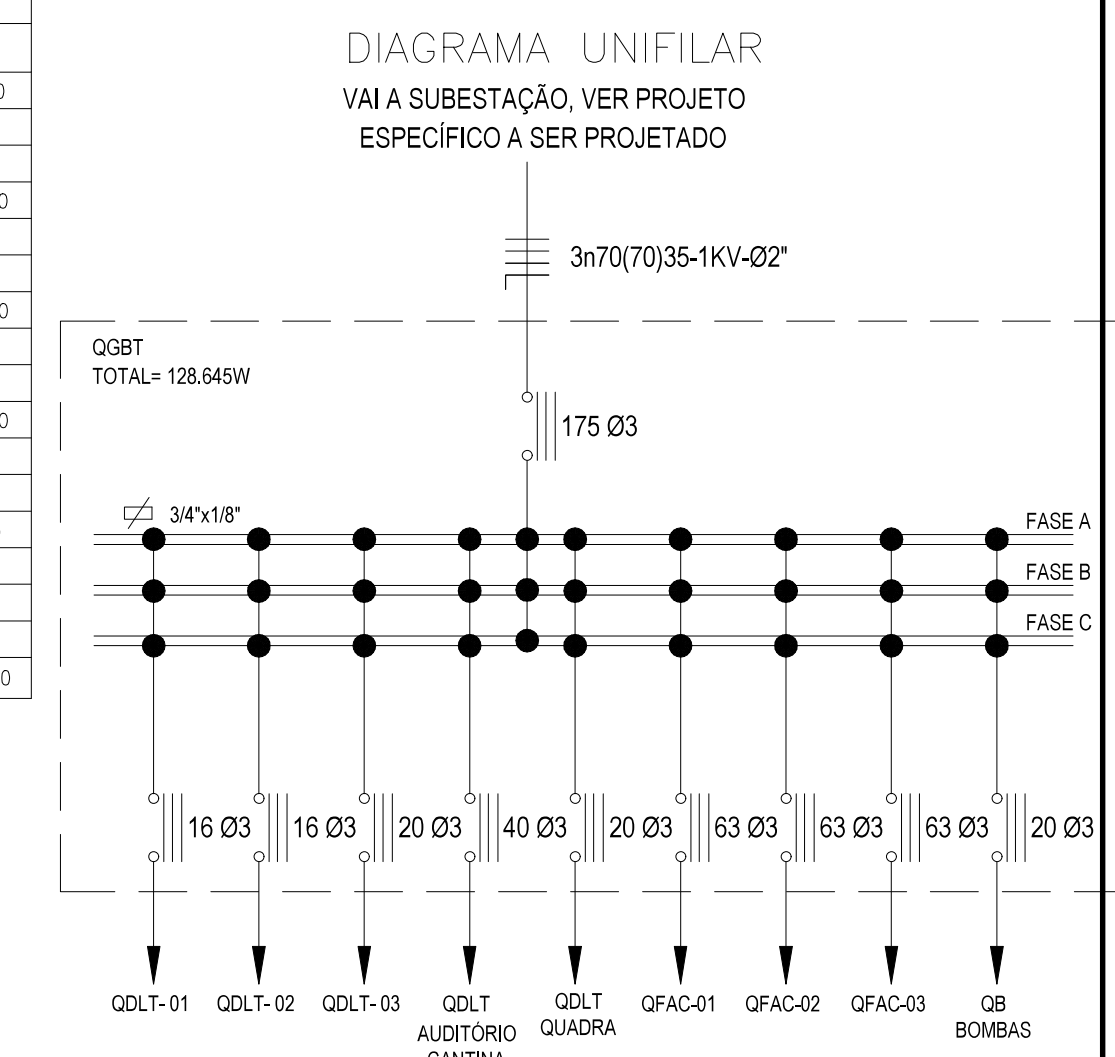 DIAGRAMA UNIFILAR
VAI A SUBESTAÇÃO, VER PROJETO
ESPECÍFICO A SER PROJETADO
3n70(70)35-1KV-Ø2"
QGBT
TOTAL= 128.645W
175 Ø3
3/4"x1/8"
FASE A
FASE B
FASE C
16 Ø3
16 Ø3
20 Ø3
40 Ø3
20 Ø3
63 Ø3
63 Ø3
63 Ø3
20 Ø3
QDLT- 01
QDLT- 02
QDLT- 03
QDLT
AUDITÓRIO
CANTINA
QDLT
QUADRA
QFAC-01
QFAC-02
QFAC-03
QB
BOMBAS